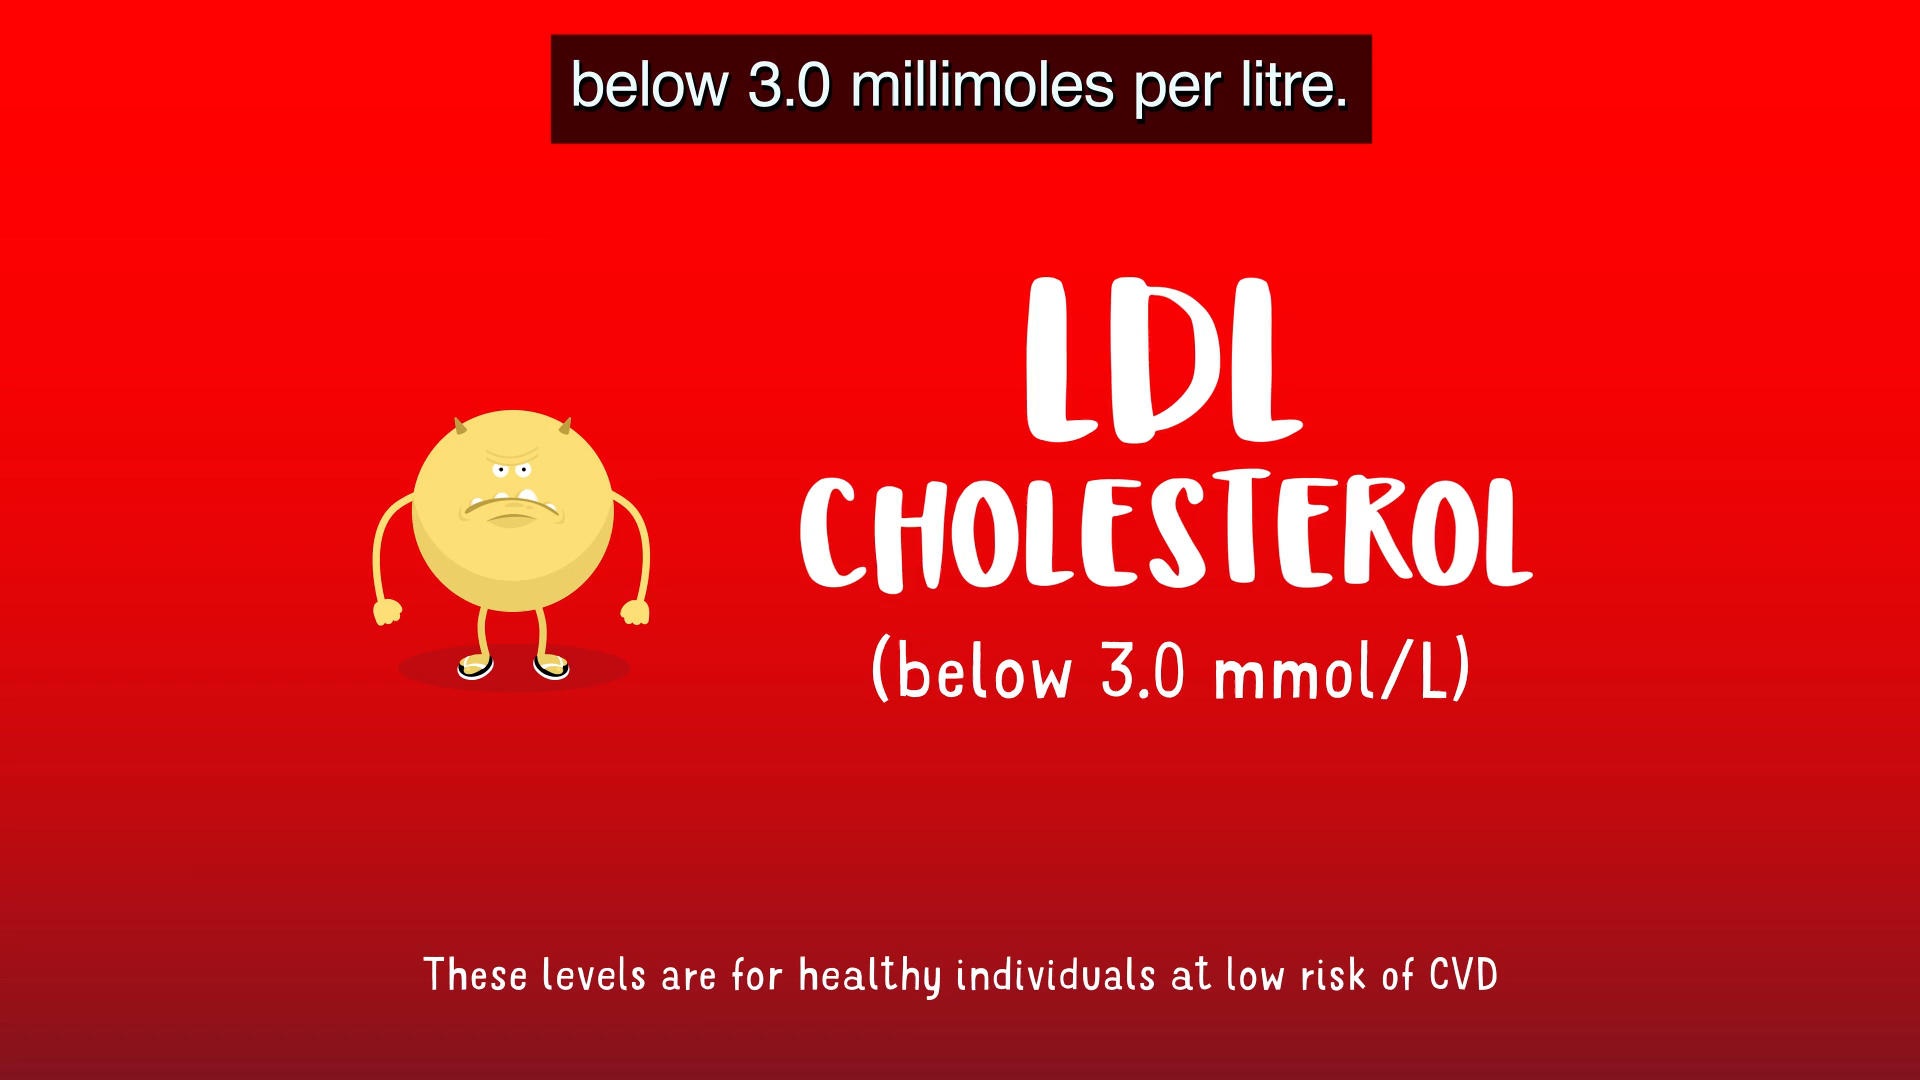 below 3.0 millimoles per litre.
LDL
CHOLESTEROL
(below 3.0 mmol/L)
These levels are for healthy individuals at low risk of CVD